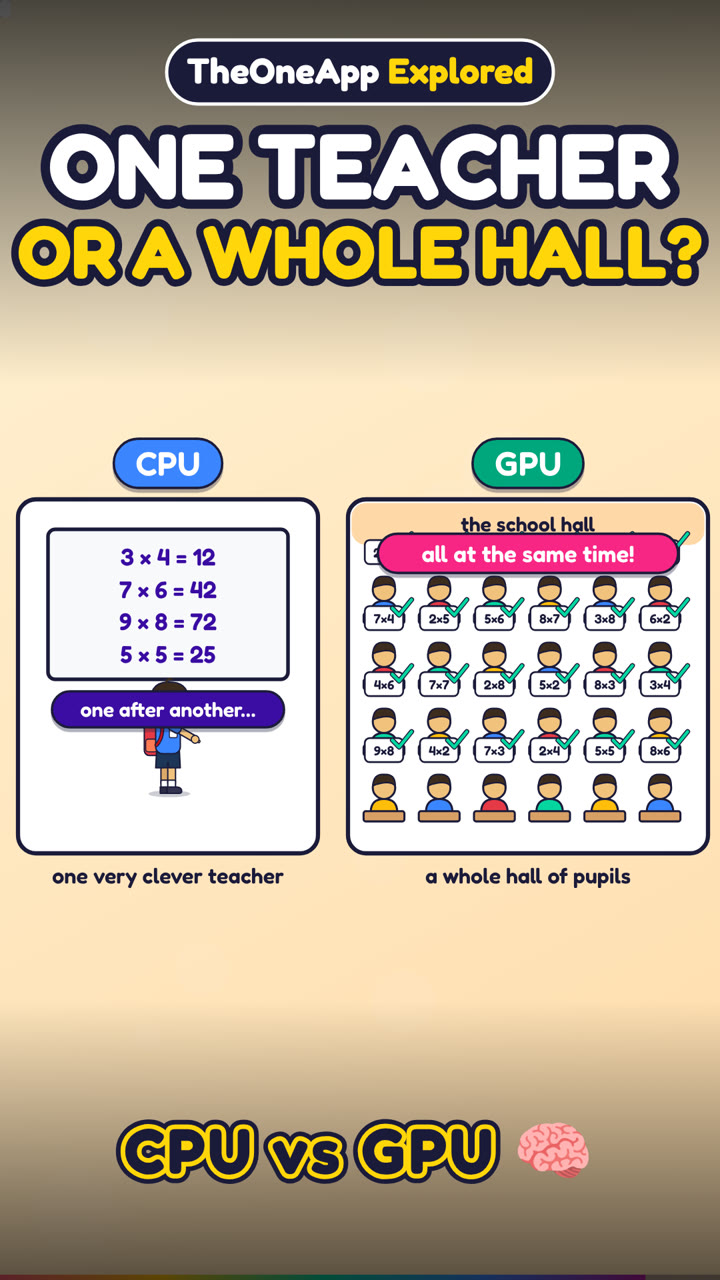 TheOneApp Explored
ONE TEACHER
OR A WHOLE HALL?
CPU
GPU
3 × 4 = 12
7 × 6 = 42
9 × 8 = 72
5 × 5 = 25
one after another...
one very clever teacher
the school hall
all at the same time!
7×4 2×5 5×6 8×7 3×8 6×2
4×6 7×7 2×8 5×2 8×3 3×4
9×8 4×2 7×3 2×4 5×5 8×6
a whole hall of pupils
CPU vs GPU